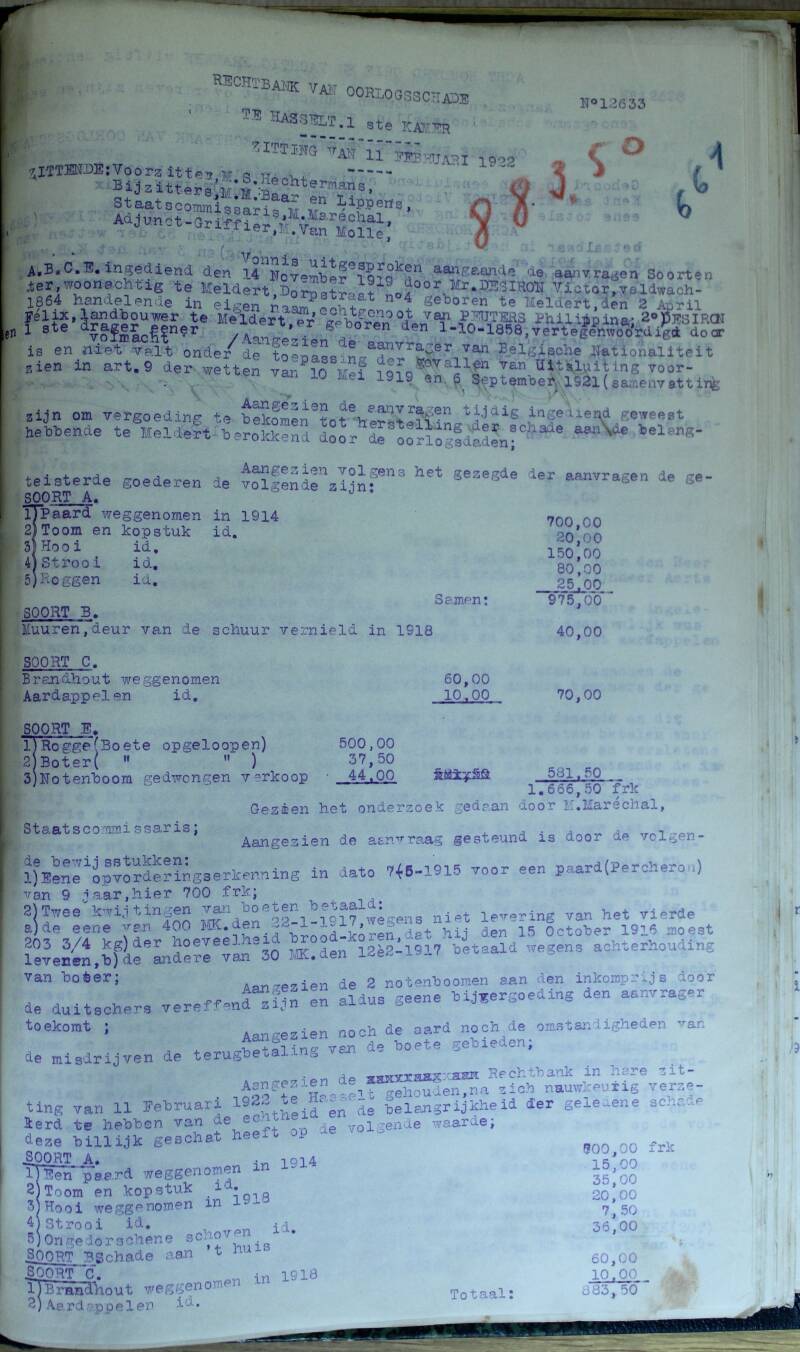 RECHTBANK VAN OORLOGSSCHADE
N°12633
TE HASSELT.1 ste KAMER
ZITTING VAN 11 FEBRUARI 1922
883,50
661
ZITTENDE:Voorzitter,M.S.Hechtermans,
Bijzitters,M.M.Baar en Lippens,
Staatscommissaris,M.Maréchal,
Adjunct-Griffier,M.Van Molle,
Vonnis uitgesproken aangaande de aanvragen Soorten
A.B.C.E.ingediend den 14 November 1919 door Mr.DESIRON Victor,veldwach-
ter,woonachtig te Meldert,Dorpstraat n°4 geboren te Meldert,den 2 April
1864 handelende in eigen naam,echtgenoot van PEUTERS Philippina;2°DESIRON
Félix,landbouwer te Meldert,er geboren den 1-10-1858,vertegenwoordigd door
den 1 ste drager eener volmacht /Aangezien de aanvrager van Belgische Nationaliteit
is en niet valt onder de toepassing der gevallen van Uitsluiting voor-
zien in art.9 der wetten van 10 Mei 1919 en 6 September 1921(samenvatting
Aangezien de aanvragen tijdig ingediend geweest
zijn om vergoeding te bekomen tot herstelling der schade aan de belang-
hebbende te Meldert berokkend door de oorlogsdaden;
Aangezien volgens het gezegde der aanvragen de ge-
teisterde goederen de volgende zijn:
SOORT A.
1)Paard weggenomen in 1914 700,00
2)Toom en kopstuk id. 20,00
3)Hooi id. 150,00
4)Strooi id. 80,00
5)Roggen id. 25,00
Samen: 975,00
SOORT B.
Muuren,deur van de schuur vernield in 1918 40,00
SOORT C.
Brandhout weggenomen 60,00
Aardappelen id. 10,00 70,00
SOORT E.
1)Rogge(Boete opgeloopen) 500,00
2)Boter( " " ) 37,50
3)Notenboom gedwongen verkoop 44,00 581,50
1.666,50 frk
Gezien het onderzoek gedaan door M.Maréchal,
Staatscommissaris;
Aangezien de aanvraag gesteund is door de volgen-
de bewijsstukken:
1)Eene opvorderingserkenning in dato 7-5-1915 voor een paard(Percheron)
van 9 jaar,hier 700 frk;
2)Twee kwijtingen van boeten betaald:
a)de eene van 400 MK.den 22-1-1917,wegens niet levering van het vierde
203 3/4 kg)der hoeveelheid brood-koren,dat hij den 15 October 1916 moest
leveren,b)de andere van 30 MK.den 12-2-1917 betaald wegens achterhouding
van boter;
Aangezien de 2 notenboomen aan den inkomprijs door
de duitschers vereffend zijn en aldus geene bijvergoeding den aanvrager
toekomt ;
Aangezien noch de aard noch de omstandigheden van
de misdrijven de terugbetaling van de boete gebieden;
Aangezien de Rechtbank in hare zit-
ting van 11 Februari 1922 te Hasselt gehouden,na zich nauwkeurig verze-
kerd te hebben van de echtheid en de belangrijkheid der geledene schade
deze billijk geschat heeft op de volgende waarde;
SOORT A.
1)Een paard weggenomen in 1914 700,00 frk
2)Toom en kopstuk id. 15,00
3)Hooi weggenomen in 1918 35,00
4)Strooi id. 20,00
5)Ongedorschene schoven id. 7,50
SOORT B Schade aan 't huis 36,00
SOORT C.
1)Brandhout weggenomen in 1918 60,00
2)Aardappelen id. 10,00
Totaal: 883,50